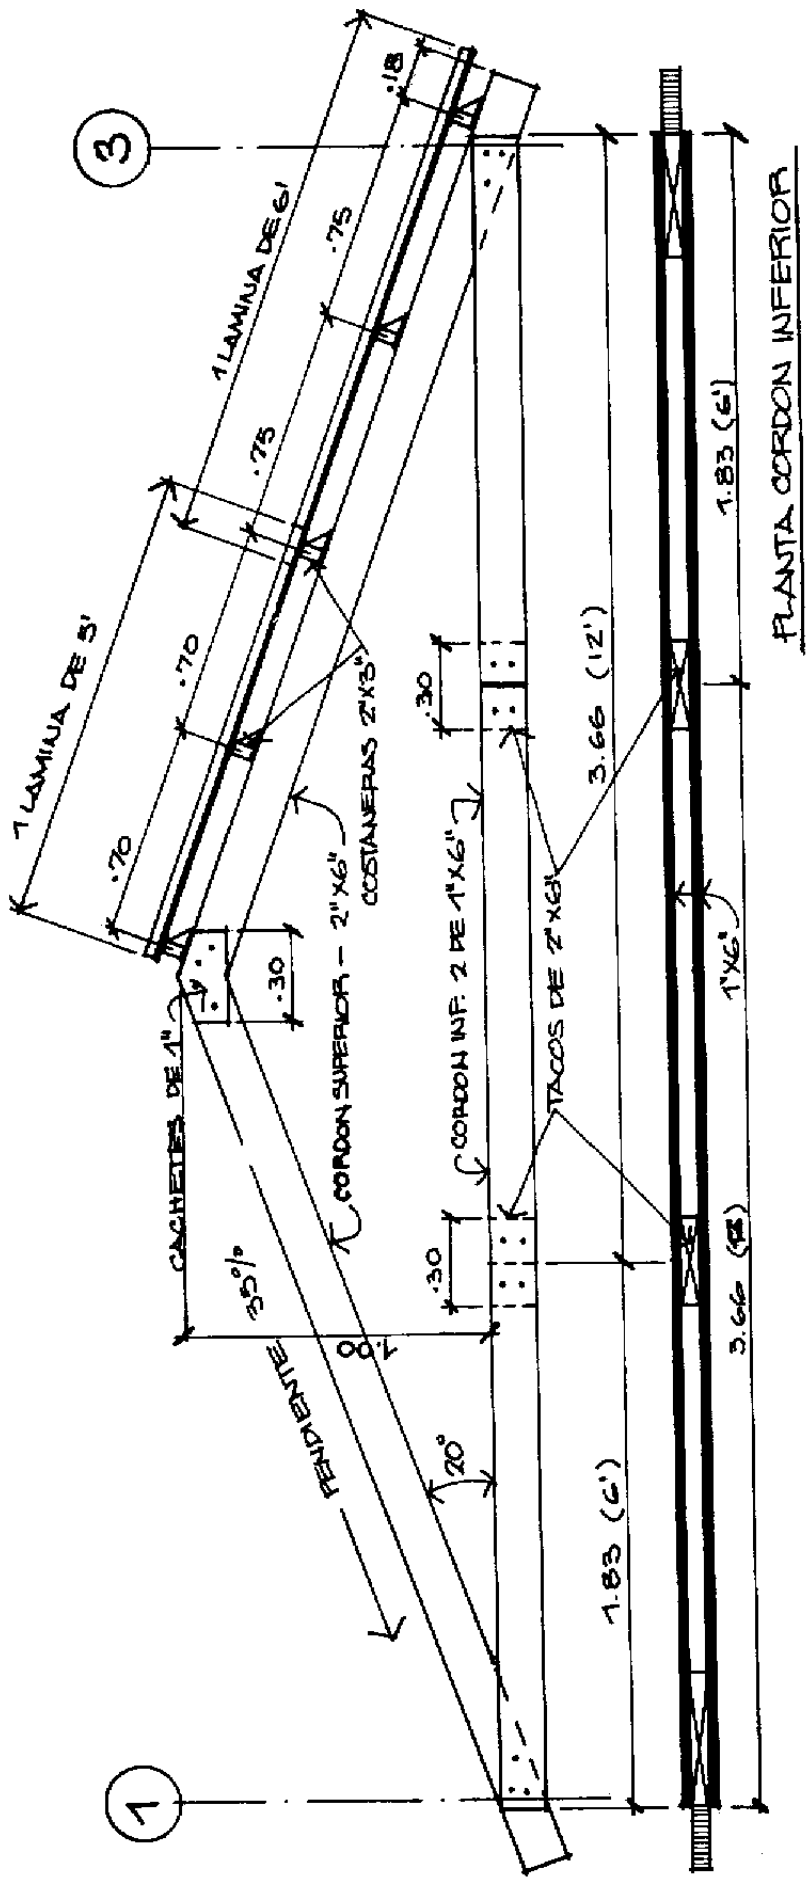 1
3
1 LAMINA DE 5'
1 LAMINA DE 6'
.70
.70
.75
.75
.18
CACHETES DE 1"
.30
COSTANERAS 2"X3"
CORDON SUPERIOR - 2"X6"
PENDIENTE 35%
1.00
20°
CORDON INF. 2 DE 1"X6"
.30
.30
TACOS DE 2"X6"
1.83 (6')
3.66 (12')
1"X6"
3.66
1.83 (6')
PLANTA CORDON INFERIOR